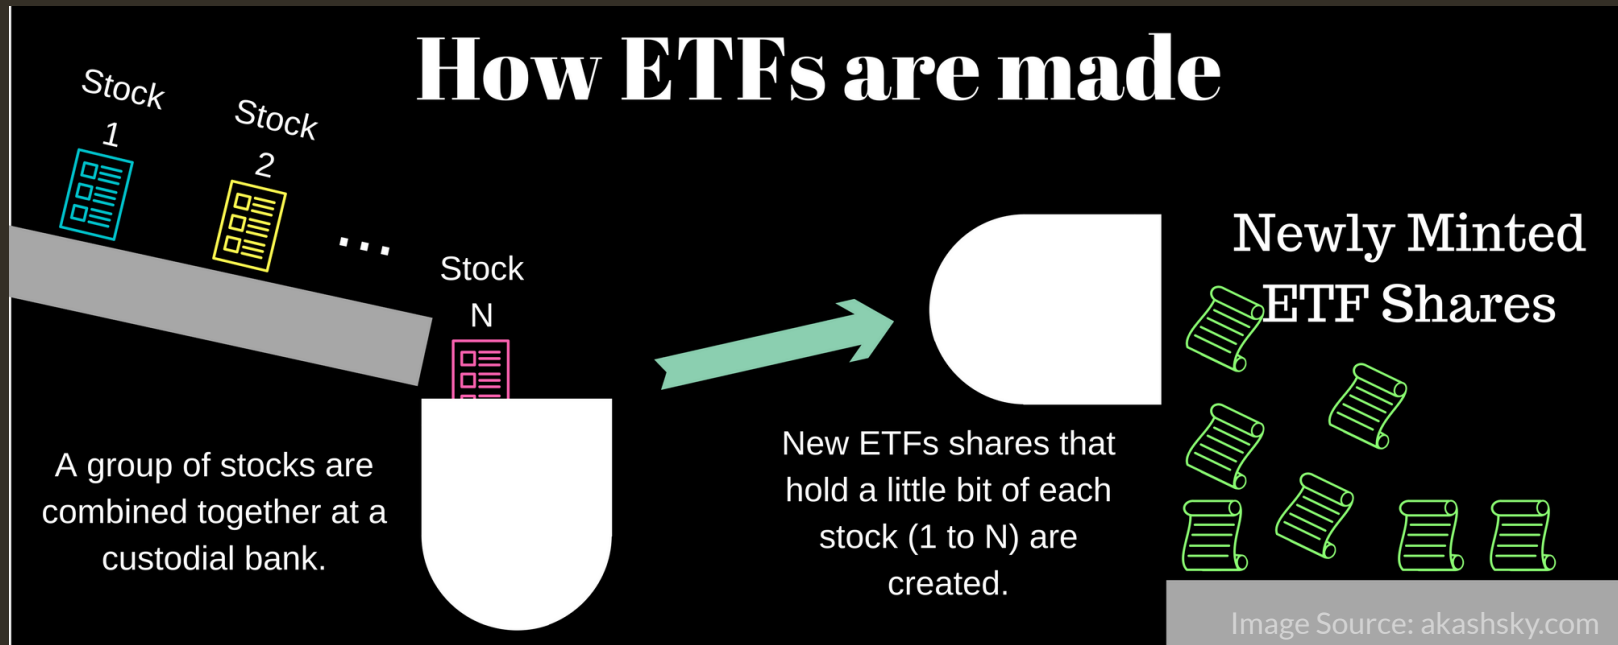 How ETFs are made
Stock
1
Stock
2
...
Stock
N
A group of stocks are
combined together at a
custodial bank.
New ETFs shares that
hold a little bit of each
stock (1 to N) are
created.
Newly Minted
ETF Shares
Image Source: akashsky.com